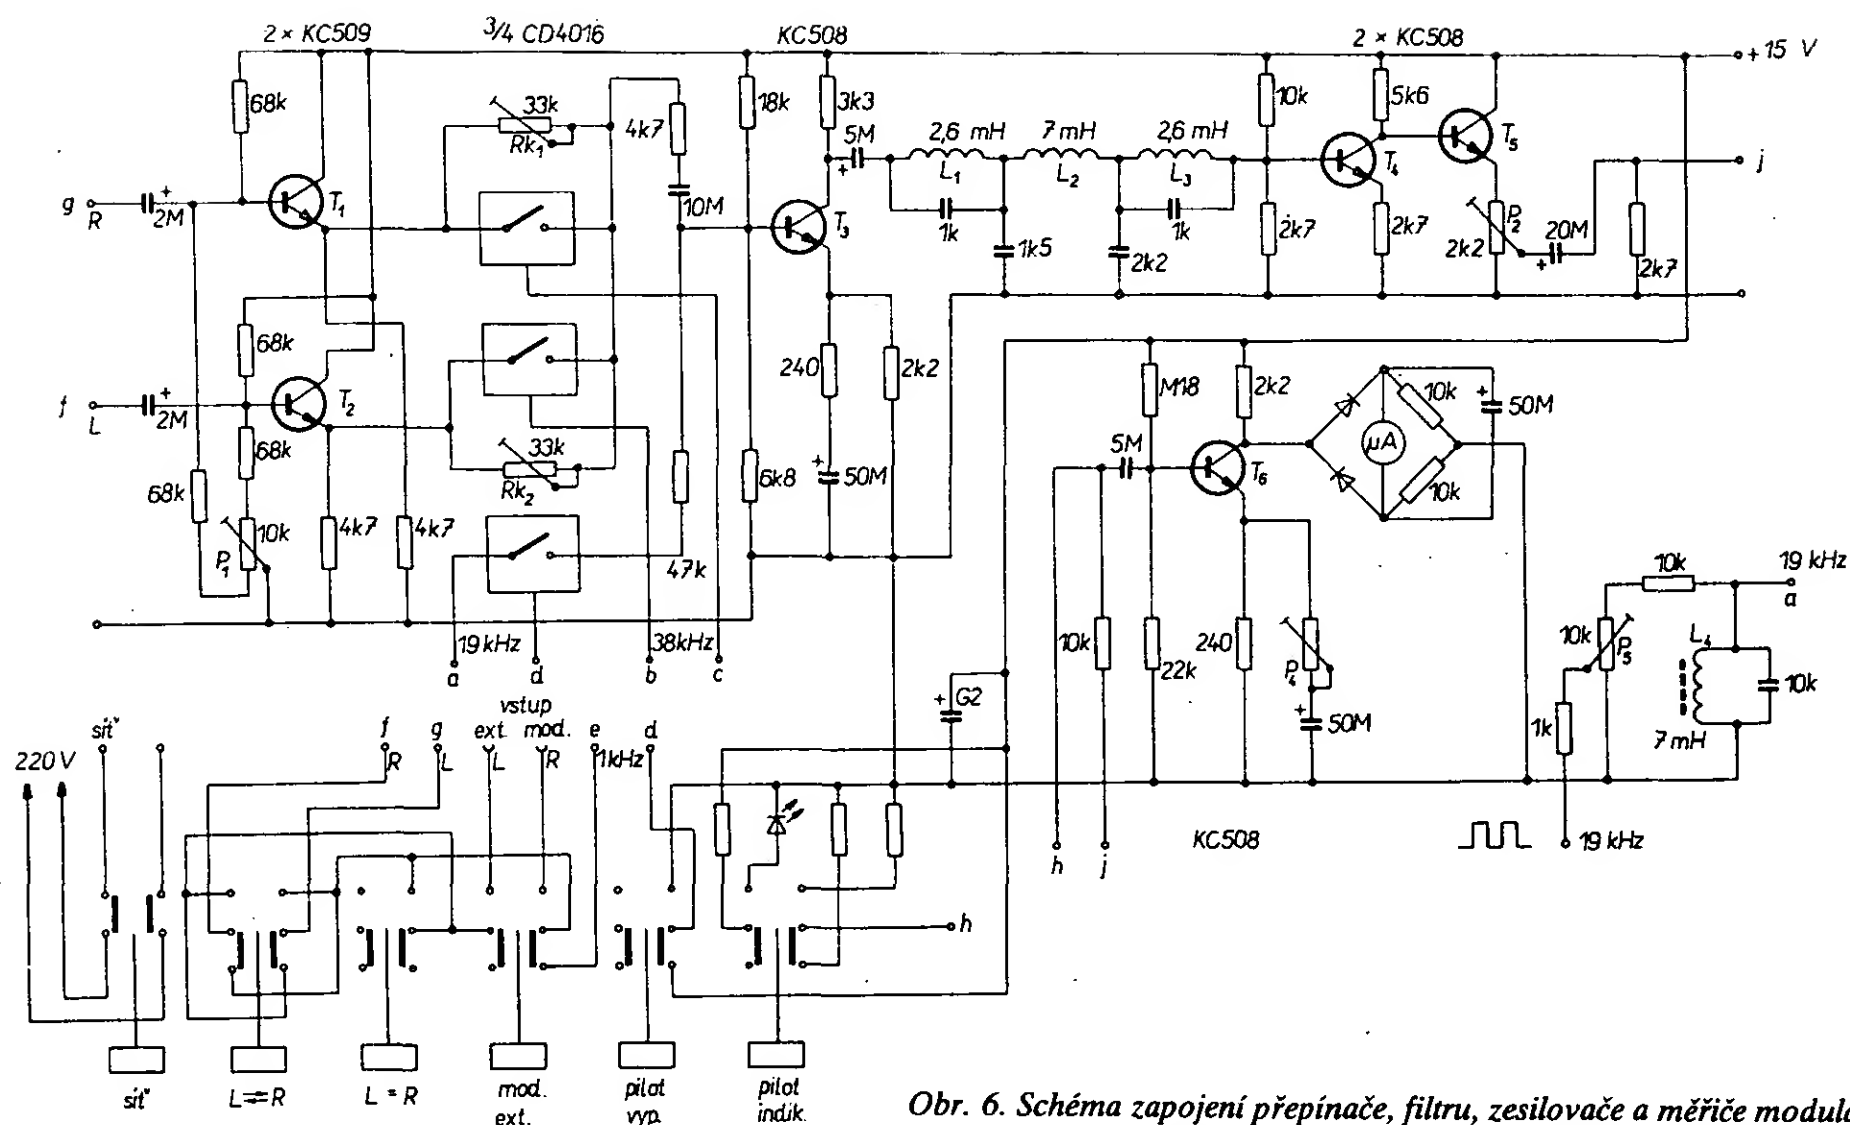 2 × KC509
3/4 CD4016
KC508
2 × KC508
+ 15 V
68k
33k
Rk1
4k7
18k
3k3
5M
2,6 mH
L1
7 mH
L2
2,6 mH
L3
10k
5k6
T5
T4
j
g
R
2M
T1
10M
T3
1k
1k5
1k
2k2
2k7
2k7
P2
2k2
20M
2k7
68k
f
L
2M
T2
68k
68k
P1
10k
4k7
4k7
33k
Rk2
47k
6k8
240
50M
2k2
M18
2k2
5M
T6
µA
10k
10k
50M
19 kHz
a
d
38kHz
b
c
10k
22k
240
P4
50M
10k
19 kHz
a
10k
P5
L4
10k
7 mH
1k
19 kHz
G2
síť
220 V
f
R
g
L
vstup
ext.
L
mod.
R
e
1kHz
d
h
h
j
KC508
síť
L⇌R
L = R
mod.
ext.
pilot
vyp.
pilot
indik.
Obr. 6. Schéma zapojení přepínače, filtru, zesilovače a měřiče